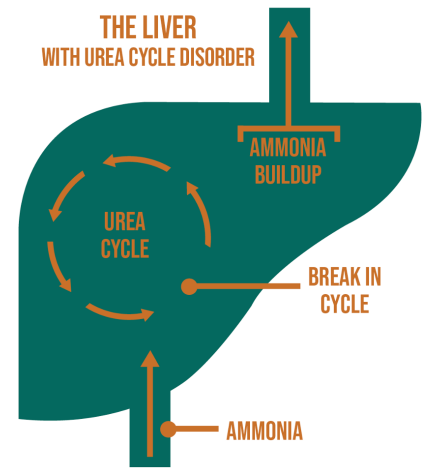 THE LIVER
WITH UREA CYCLE DISORDER
AMMONIA
BUILDUP
UREA
CYCLE
BREAK IN
CYCLE
AMMONIA